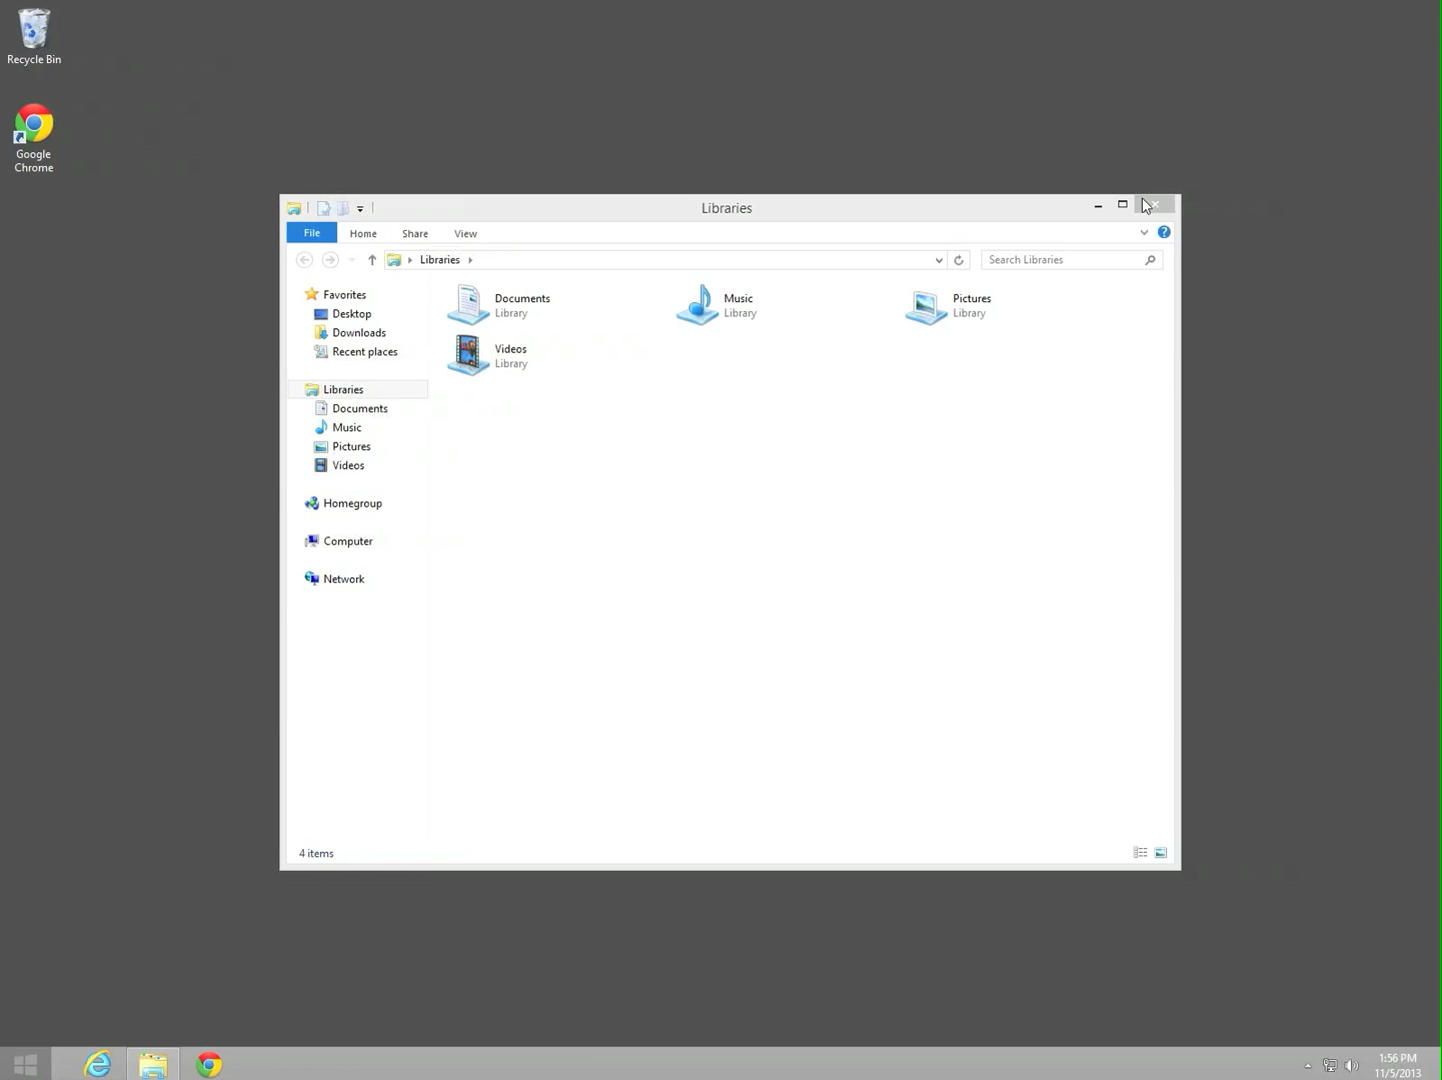 Recycle Bin
Google
Chrome
Libraries
File Home Share View
Libraries
Search Libraries
Favorites
Desktop
Downloads
Recent places
Libraries
Documents
Music
Pictures
Videos
Homegroup
Computer
Network
Documents
Library
Music
Library
Pictures
Library
Videos
Library
4 items
1:56 PM
11/5/2013